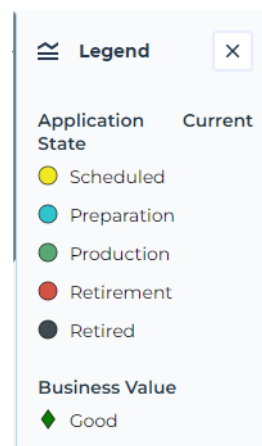 Legend
Application Current
State
Scheduled
Preparation
Production
Retirement
Retired
Business Value
Good